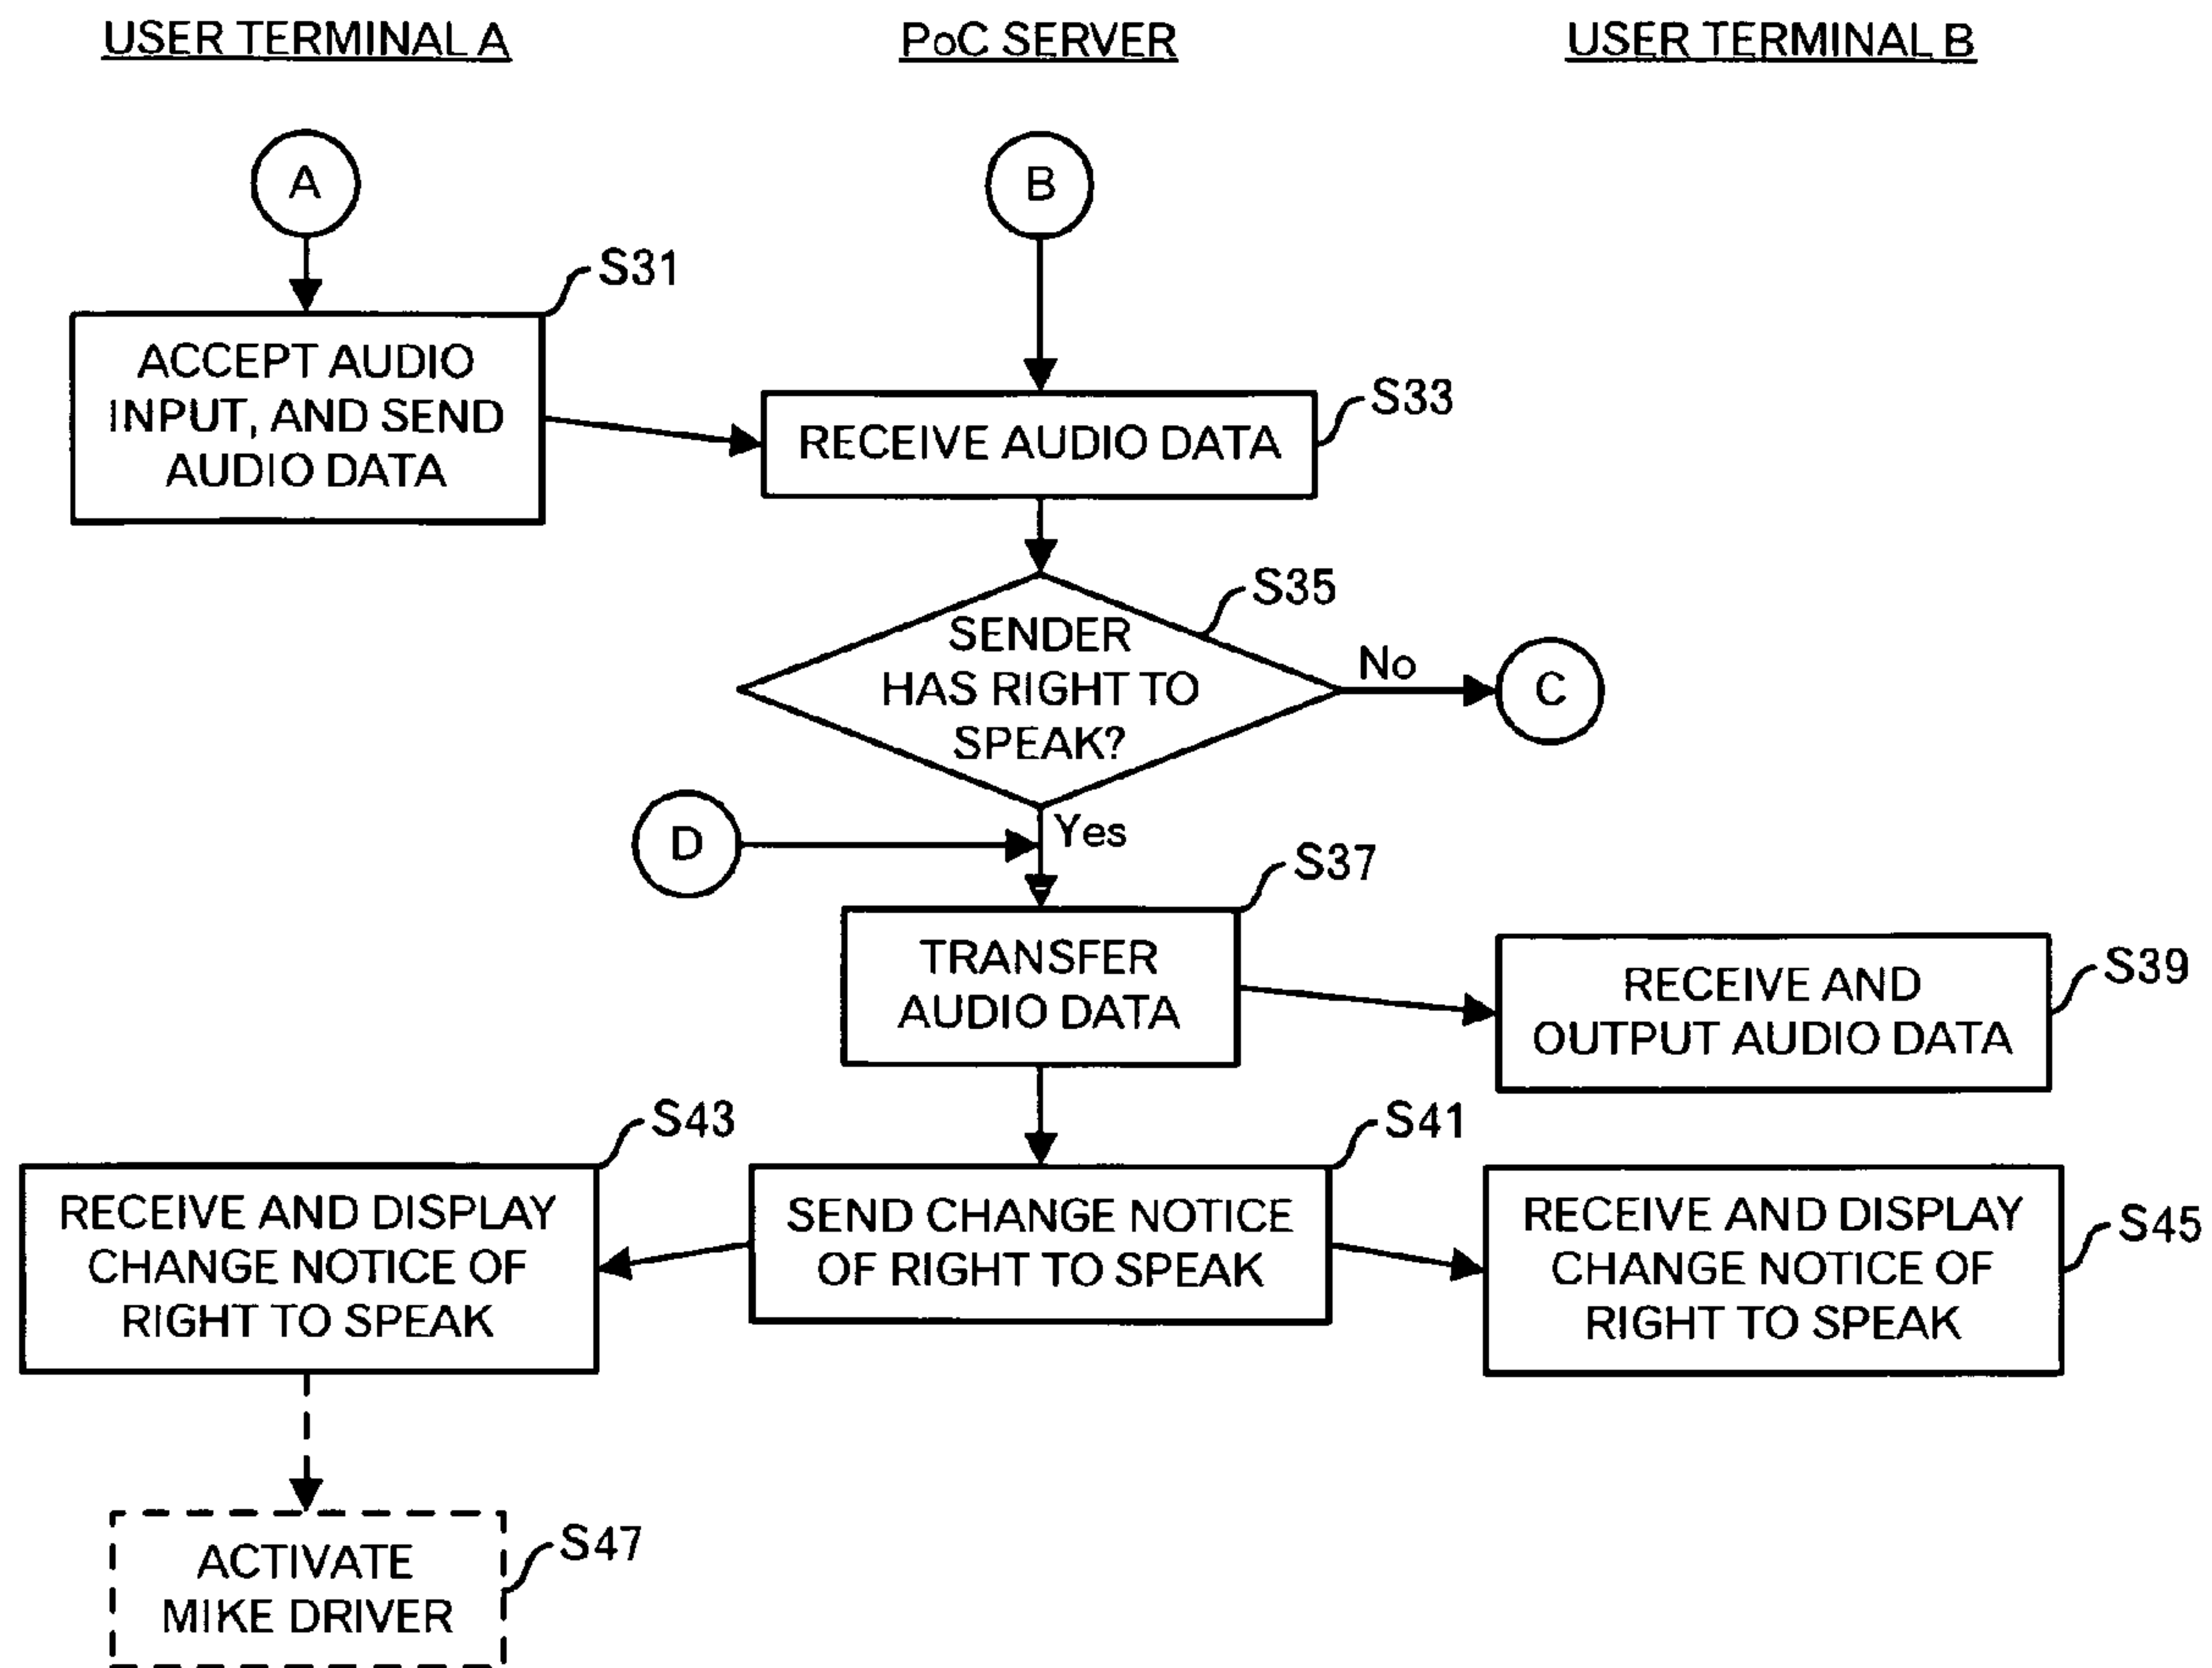 USER TERMINAL A
PoC SERVER
USER TERMINAL B
A
B
S31
ACCEPT AUDIO
INPUT, AND SEND
AUDIO DATA
S33
RECEIVE AUDIO DATA
S35
SENDER
HAS RIGHT TO
SPEAK?
No
C
D
Yes
S37
TRANSFER
AUDIO DATA
S39
RECEIVE AND
OUTPUT AUDIO DATA
S43
RECEIVE AND DISPLAY
CHANGE NOTICE OF
RIGHT TO SPEAK
S41
SEND CHANGE NOTICE
OF RIGHT TO SPEAK
S45
RECEIVE AND DISPLAY
CHANGE NOTICE OF
RIGHT TO SPEAK
S47
ACTIVATE
MIKE DRIVER